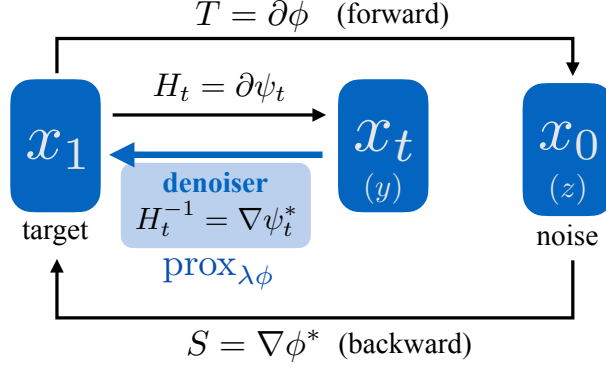 T = ∂ϕ (forward)
H_t = ∂ψ_t
x_1
x_t
(y)
x_0
(z)
denoiser
H_t^{-1} = ∇ψ_t^*
target
noise
prox_{λϕ}
S = ∇ϕ^* (backward)